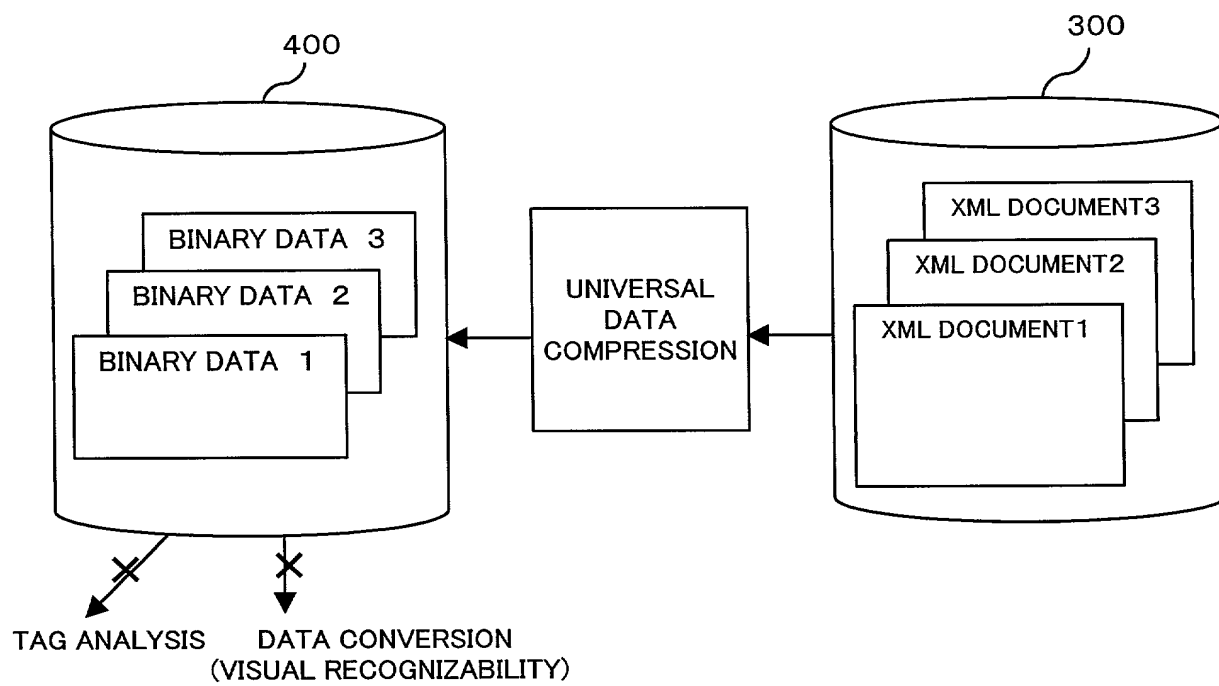 400
300
BINARY DATA 3
BINARY DATA 2
BINARY DATA 1
UNIVERSAL
DATA
COMPRESSION
XML DOCUMENT3
XML DOCUMENT2
XML DOCUMENT1
TAG ANALYSIS
DATA CONVERSION
(VISUAL RECOGNIZABILITY)